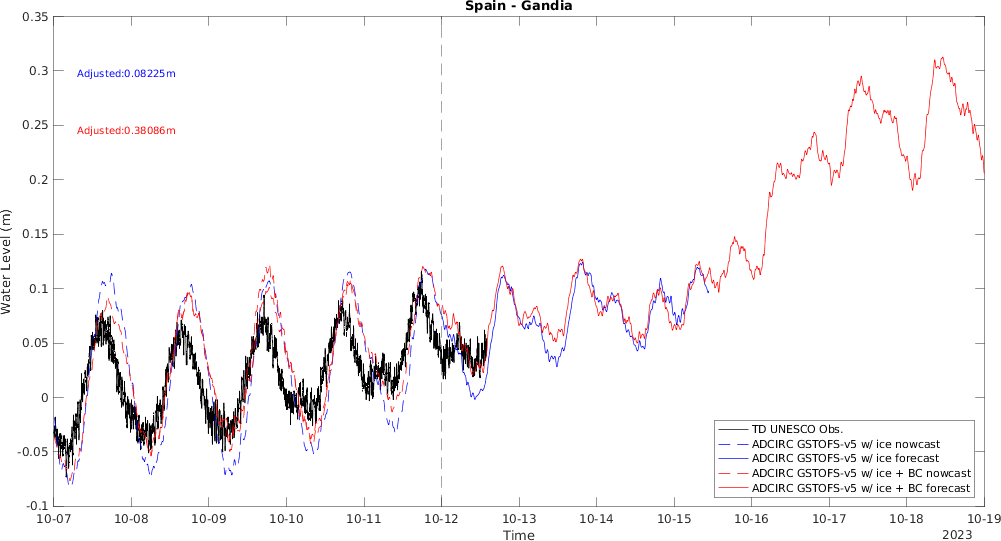 Spain - Gandia
0.35
0.3
0.25
0.2
0.15
0.1
0.05
0
-0.05
-0.1
Water Level (m)
Adjusted:0.08225m
Adjusted:0.38086m
TD UNESCO Obs.
ADCIRC GSTOFS-v5 w/ ice nowcast
ADCIRC GSTOFS-v5 w/ ice forecast
ADCIRC GSTOFS-v5 w/ ice + BC nowcast
ADCIRC GSTOFS-v5 w/ ice + BC forecast
10-07 10-08 10-09 10-10 10-11 10-12 10-13 10-14 10-15 10-16 10-17 10-18 10-19
Time
2023